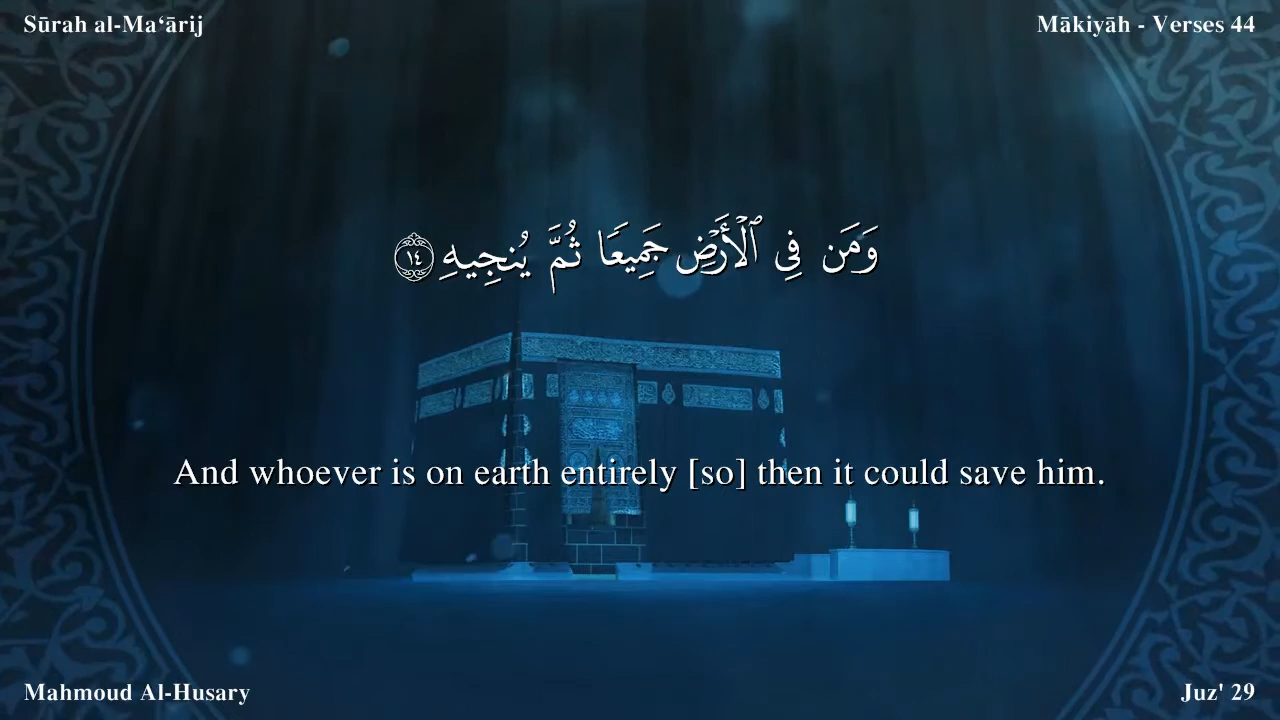 Sūrah al-Ma‘ārij
Mākiyāh - Verses 44
وَمَن فِي ٱلْأَرْضِ جَمِيعًا ثُمَّ يُنجِيهِ ١٤
And whoever is on earth entirely [so] then it could save him.
Mahmoud Al-Husary
Juz' 29